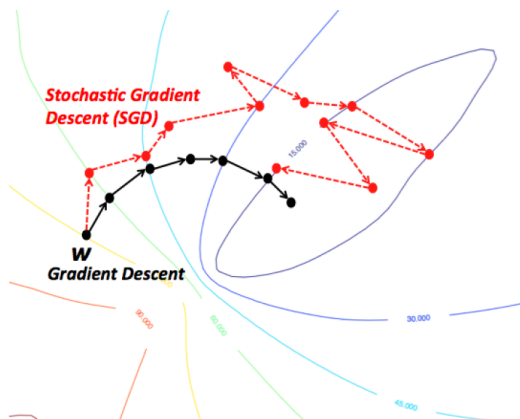 Stochastic Gradient
Descent (SGD)
15.000
W
Gradient Descent
90.000
60.000
30.000
45.000